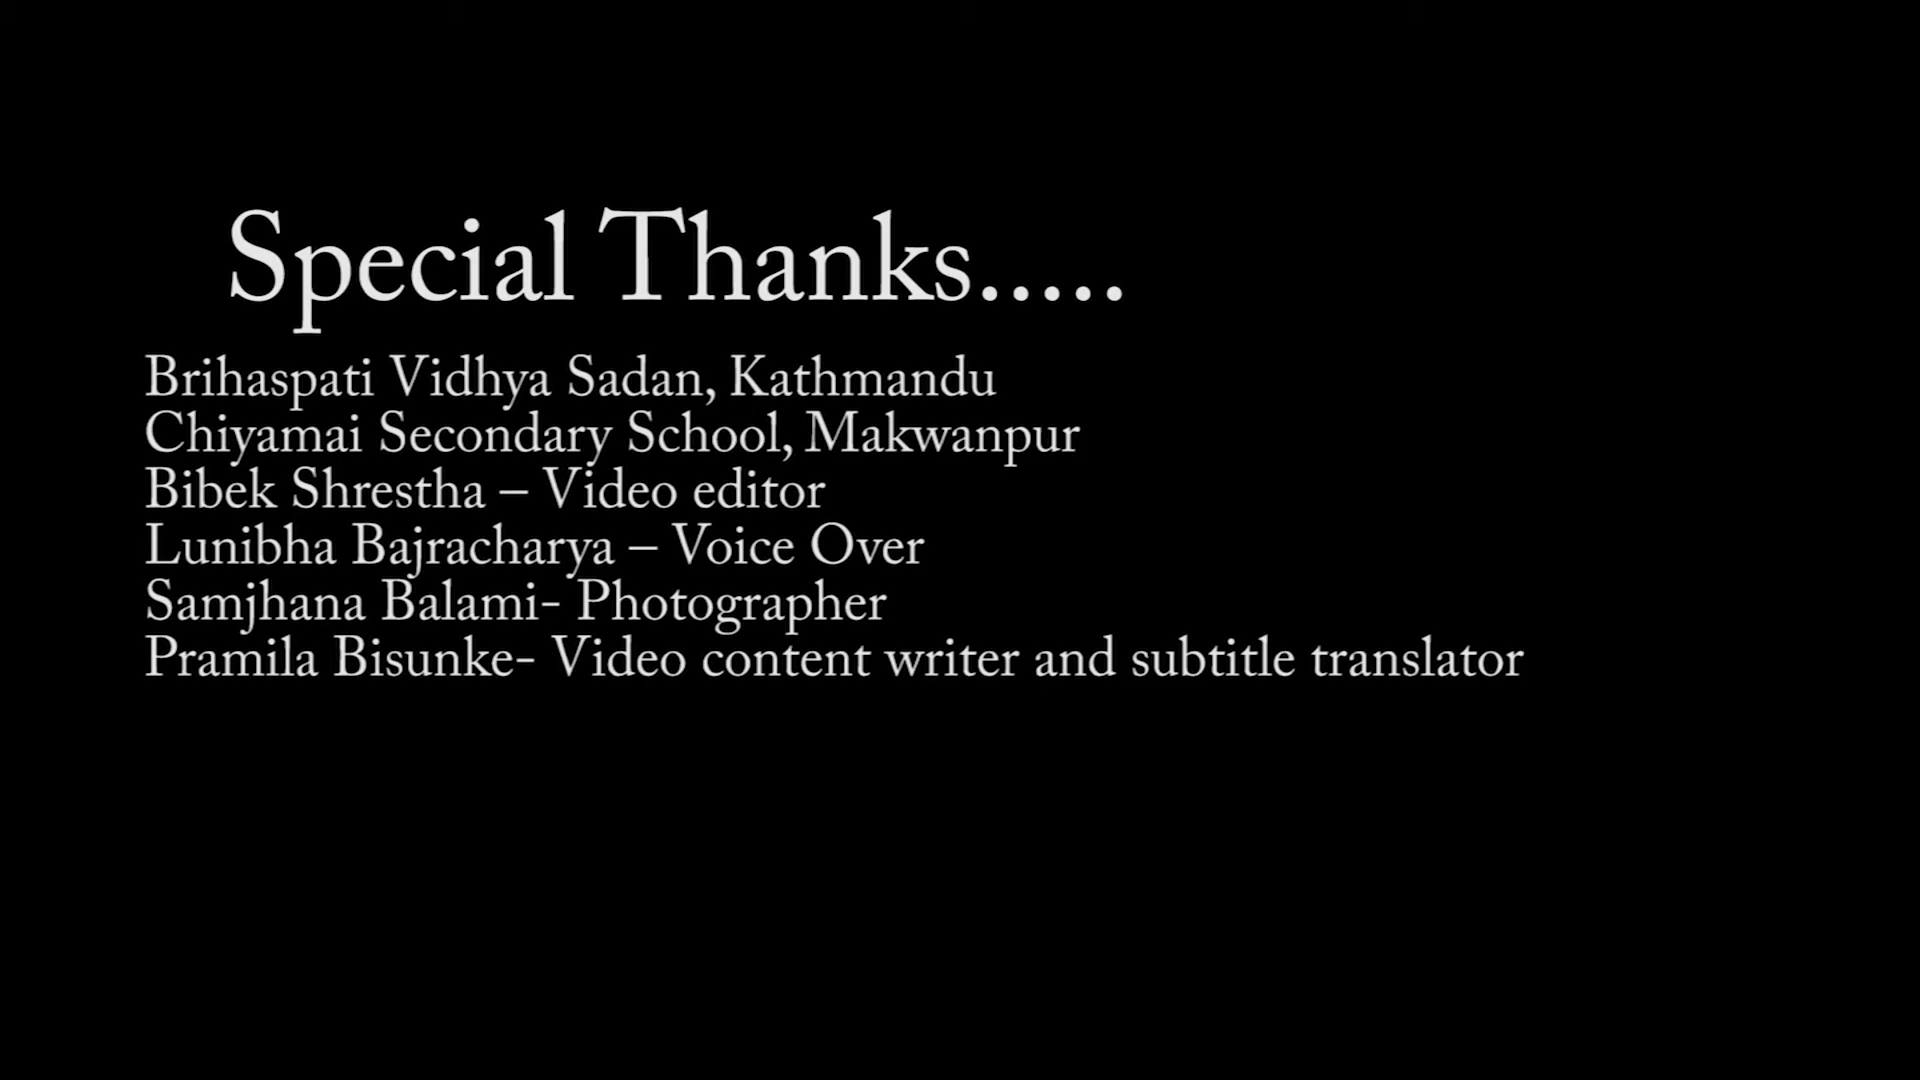 Special Thanks.....
Brihaspati Vidhya Sadan, Kathmandu
Chiyamai Secondary School, Makwanpur
Bibek Shrestha – Video editor
Lunibha Bajracharya – Voice Over
Samjhana Balami- Photographer
Pramila Bisunke- Video content writer and subtitle translator